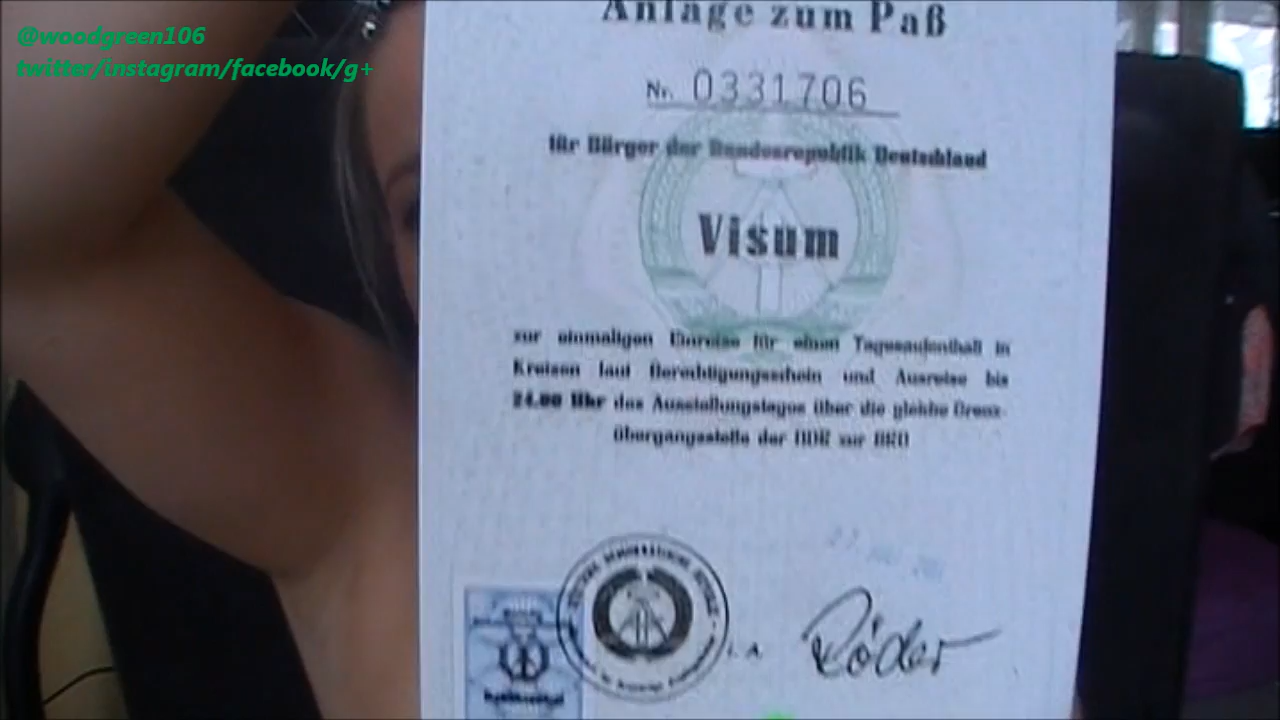 @woodgreen106
twitter/instagram/facebook/g+
Anlage zum Paß
Nr. 0331706
für Bürger der Bundesrepublik Deutschland
Visum
zur einmaligen Einreise für einen Tagesaufenthalt in
Kreisen laut Berechtigungsschein und Ausreise bis
24.00 Uhr des Ausstellungstages über die gleiche Grenz-
übergangsstelle der DDR zur BRD
i. A. Röder